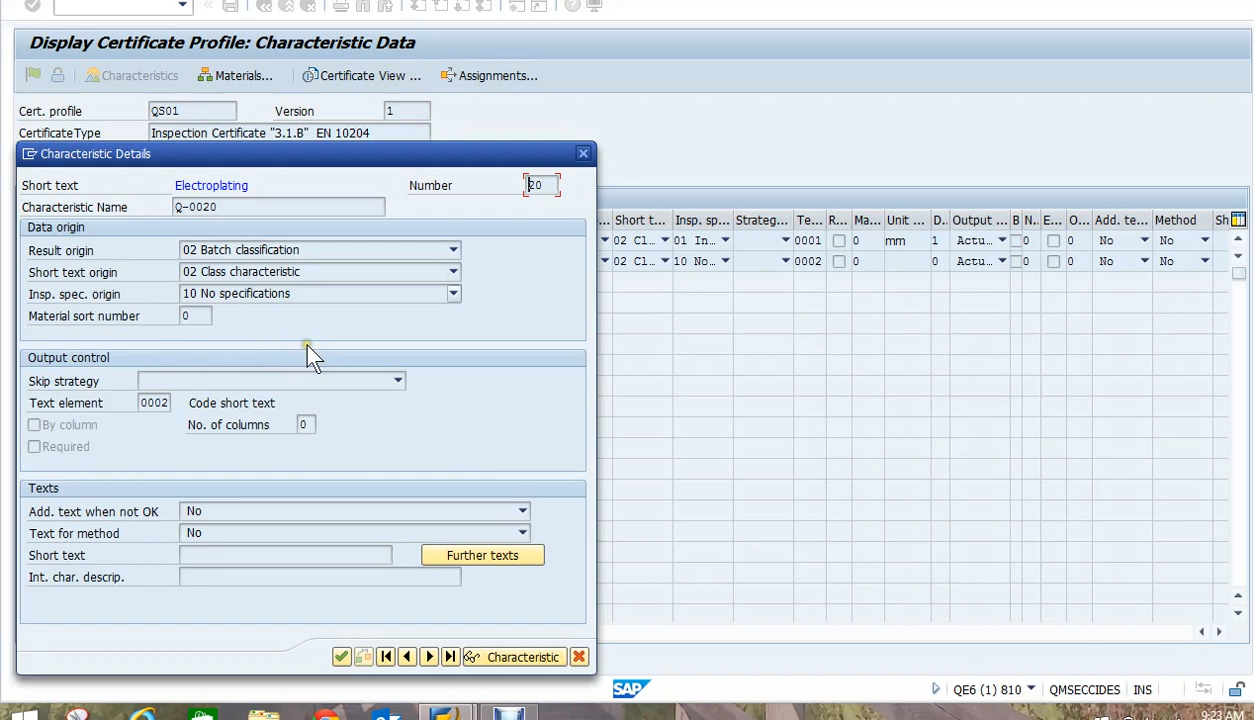 Display Certificate Profile: Characteristic Data
Characteristics Materials... Certificate View ... Assignments...
Cert. profile QS01 Version 1
CertificateType Inspection Certificate "3.1.B" EN 10204
Characteristic Details
Short text Electroplating Number 20
Characteristic Name Q-0020
Data origin
Result origin 02 Batch classification
Short text origin 02 Class characteristic
Insp. spec. origin 10 No specifications
Material sort number 0
Output control
Skip strategy
Text element 0002 Code short text
By column No. of columns 0
Required
Texts
Add. text when not OK No
Text for method No
Short text Further texts
Int. char. descrip.
Characteristic
... Short t... Insp. sp... Strateg... Te... R... Ma... Unit ... D. Output ... B N.. E... O... Add. te... Method Sh
02 Cl... 01 In... 0001 0 mm 1 Actu... 0 0 No No
02 Cl... 10 No... 0002 0 0 Actu... 0 0 No No
SAP QE6 (1) 810 QMSECCIDES INS
9:23 AM